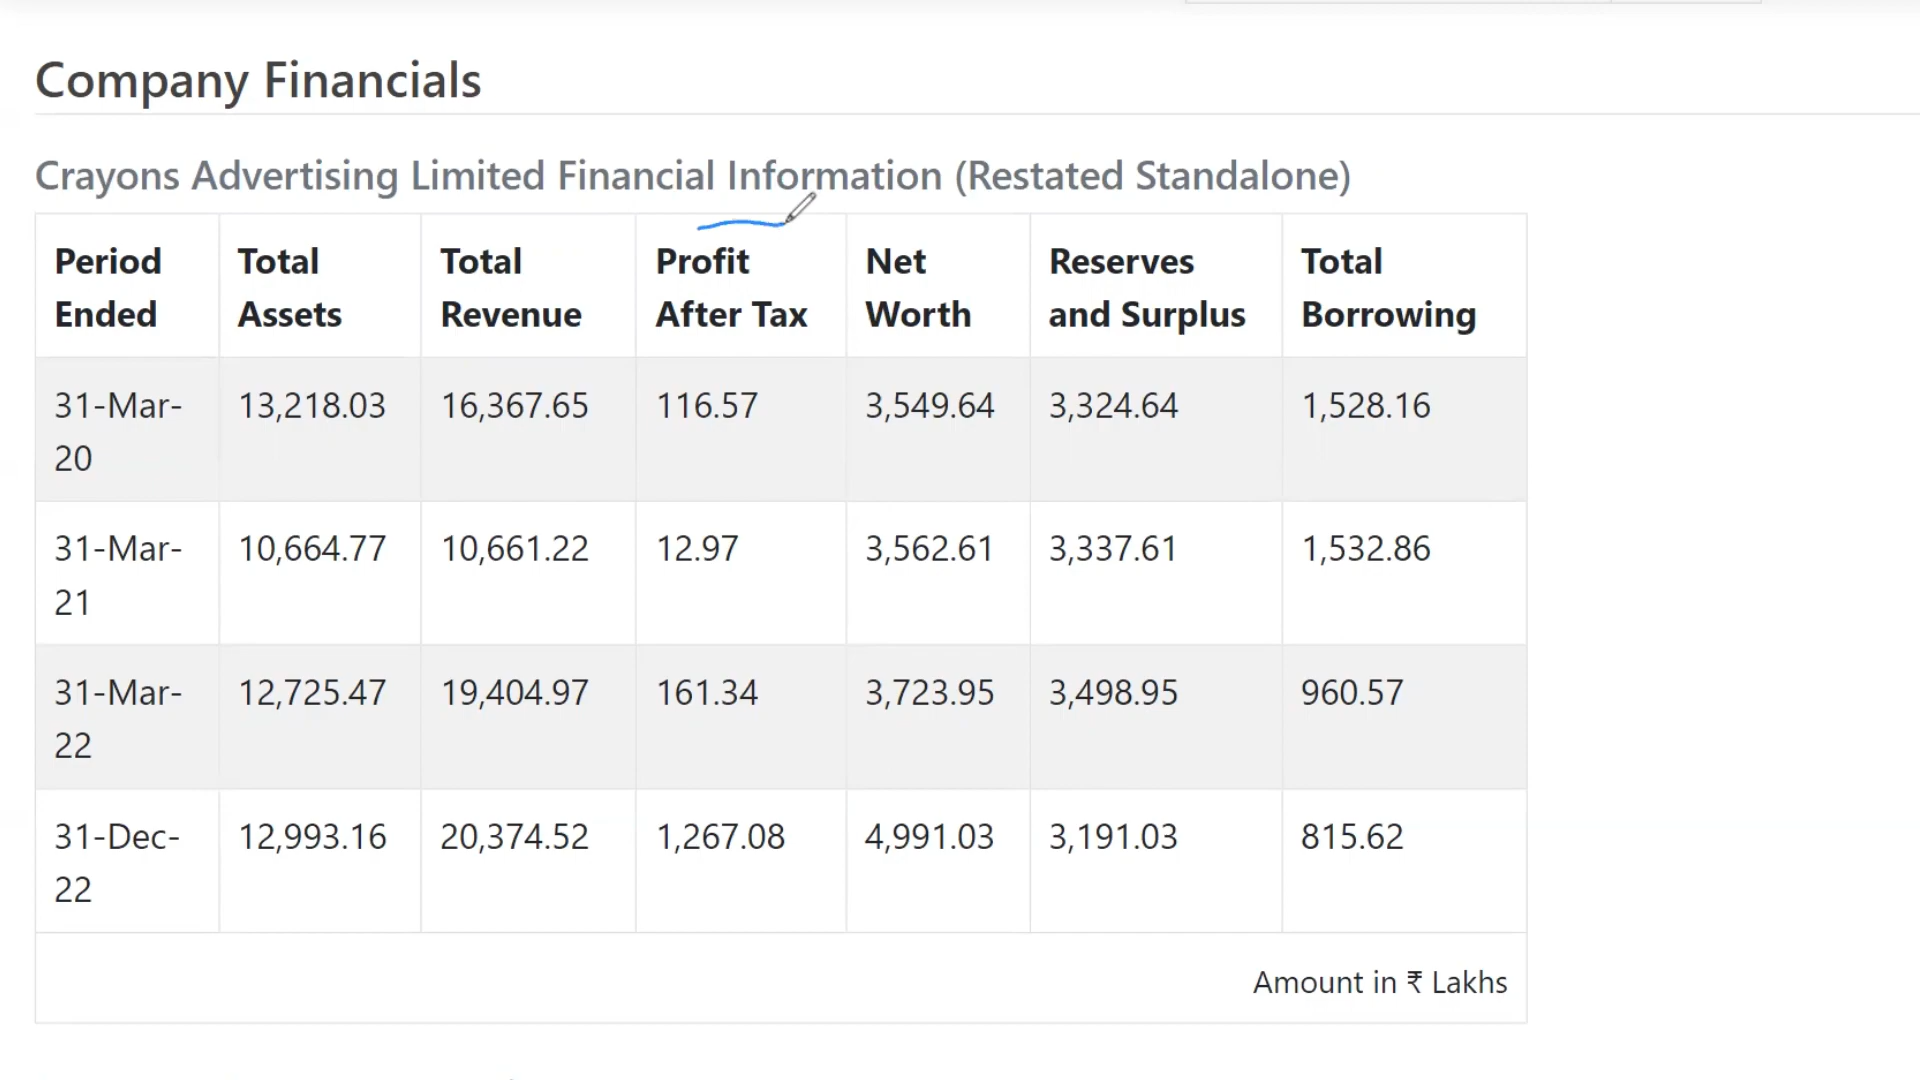 Company Financials
Crayons Advertising Limited Financial Information (Restated Standalone)
Period Ended Total Assets Total Revenue Profit After Tax Net Worth Reserves and Surplus Total Borrowing
31-Mar-20 13,218.03 16,367.65 116.57 3,549.64 3,324.64 1,528.16
31-Mar-21 10,664.77 10,661.22 12.97 3,562.61 3,337.61 1,532.86
31-Mar-22 12,725.47 19,404.97 161.34 3,723.95 3,498.95 960.57
31-Dec-22 12,993.16 20,374.52 1,267.08 4,991.03 3,191.03 815.62
Amount in ₹ Lakhs